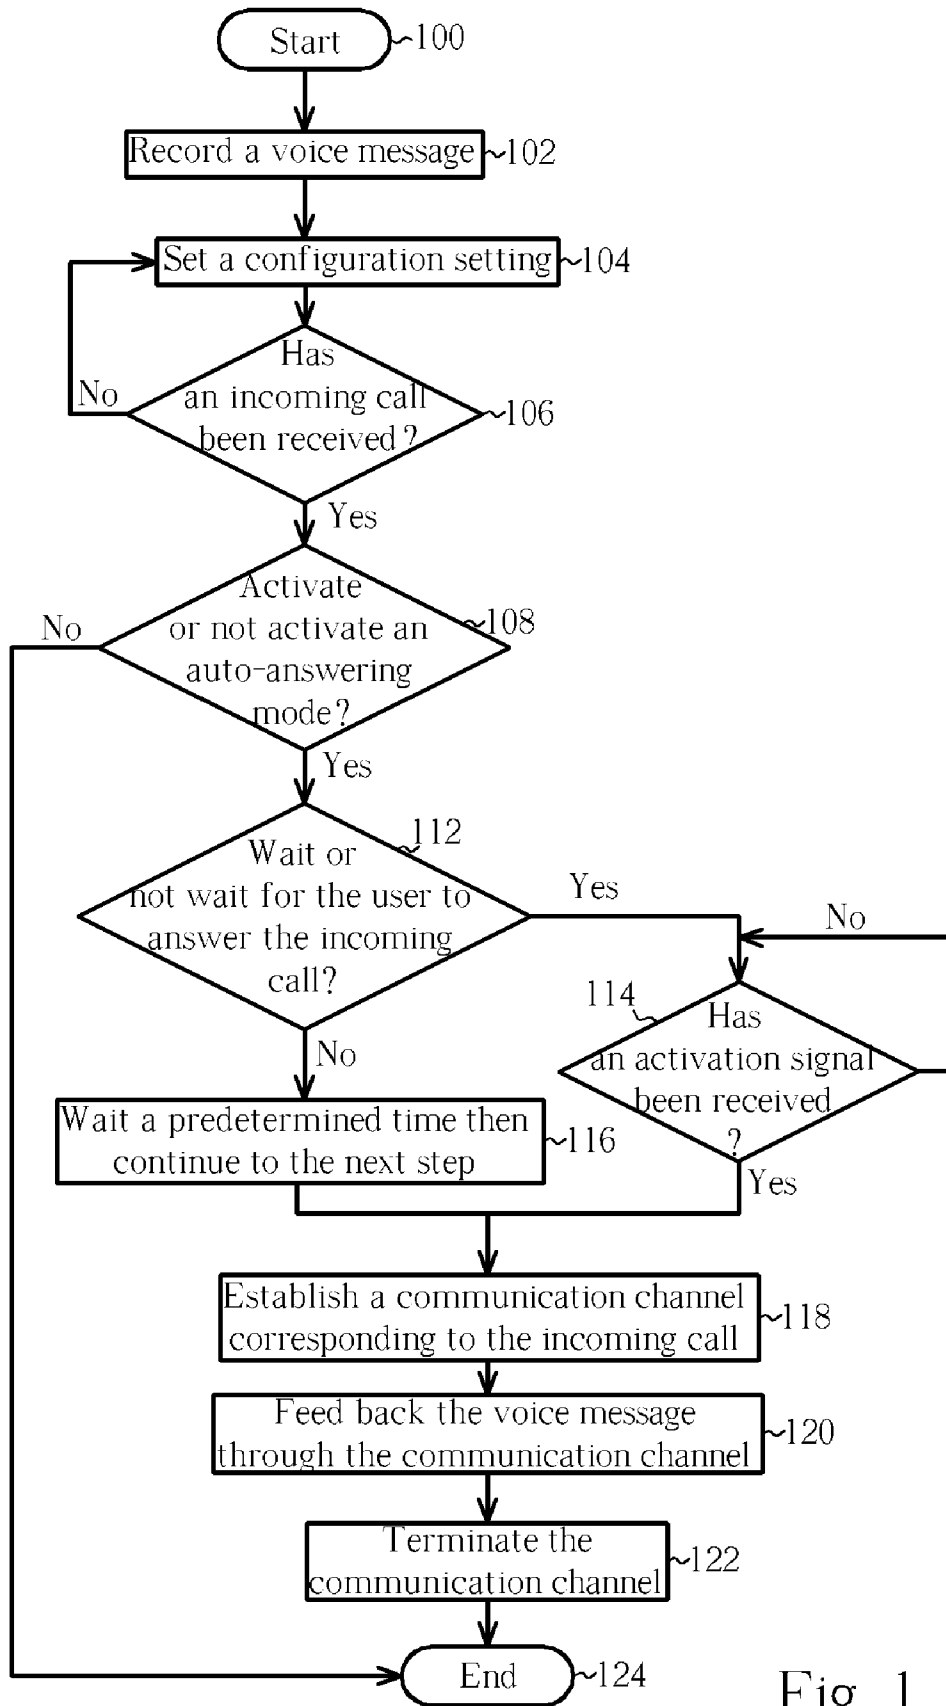 Start
100
Record a voice message
102
Set a configuration setting
104
Has
an incoming call
been received?
106
No
Yes
Activate
or not activate an
auto-answering
mode?
108
No
Yes
Wait or
not wait for the user to
answer the incoming
call?
112
Yes
No
No
114
Has
an activation signal
been received
?
Yes
Wait a predetermined time then
continue to the next step
116
Establish a communication channel
corresponding to the incoming call
118
Feed back the voice message
through the communication channel
120
Terminate the
communication channel
122
End
124
Fig. 1